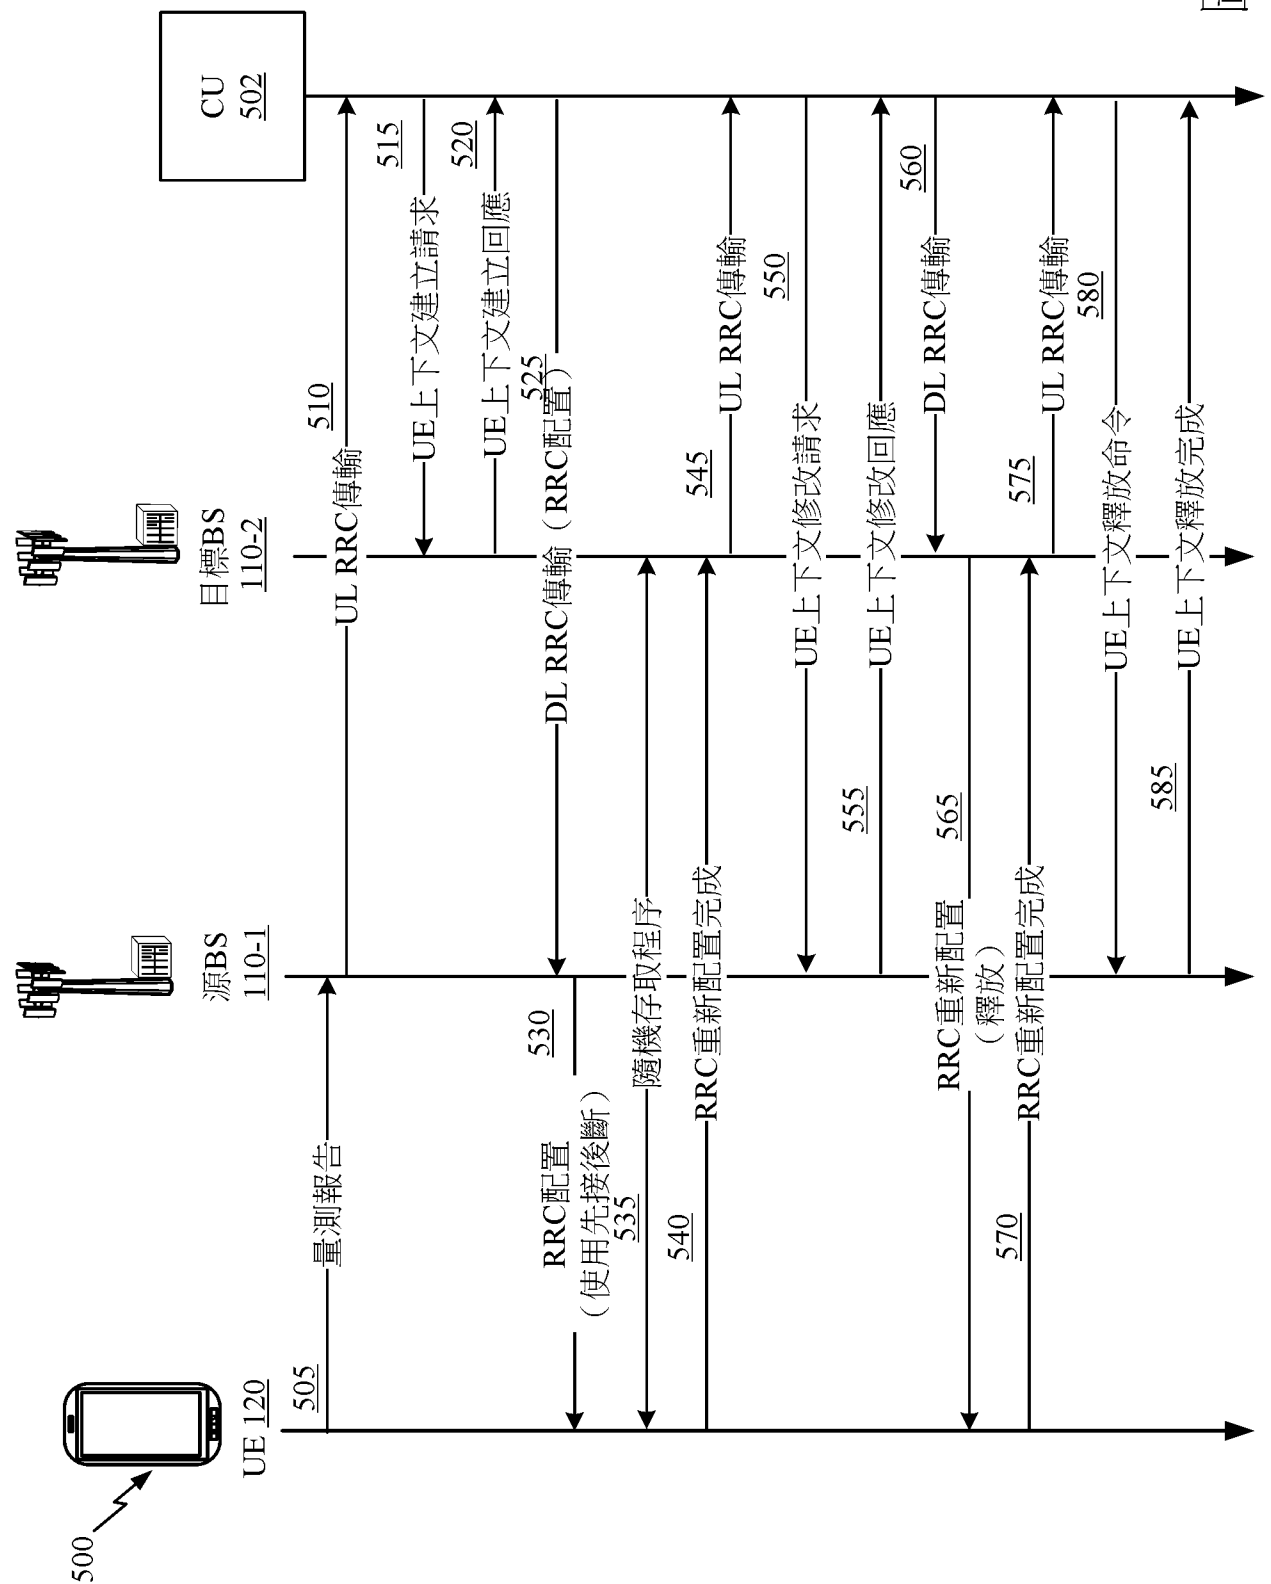 500
UE 120
源BS
110-1
目標BS
110-2
CU
502
505
量測報告
510
UL RRC傳輸
515
UE上下文建立請求
520
UE上下文建立回應
525
DL RRC傳輸（RRC配置）
530
RRC配置
（使用先接後斷）
535
隨機存取程序
540
RRC重新配置完成
545
UL RRC傳輸
550
UE上下文修改請求
555
UE上下文修改回應
560
DL RRC傳輸
565
RRC重新配置
（釋放）
570
RRC重新配置完成
575
UL RRC傳輸
580
UE上下文釋放命令
585
UE上下文釋放完成